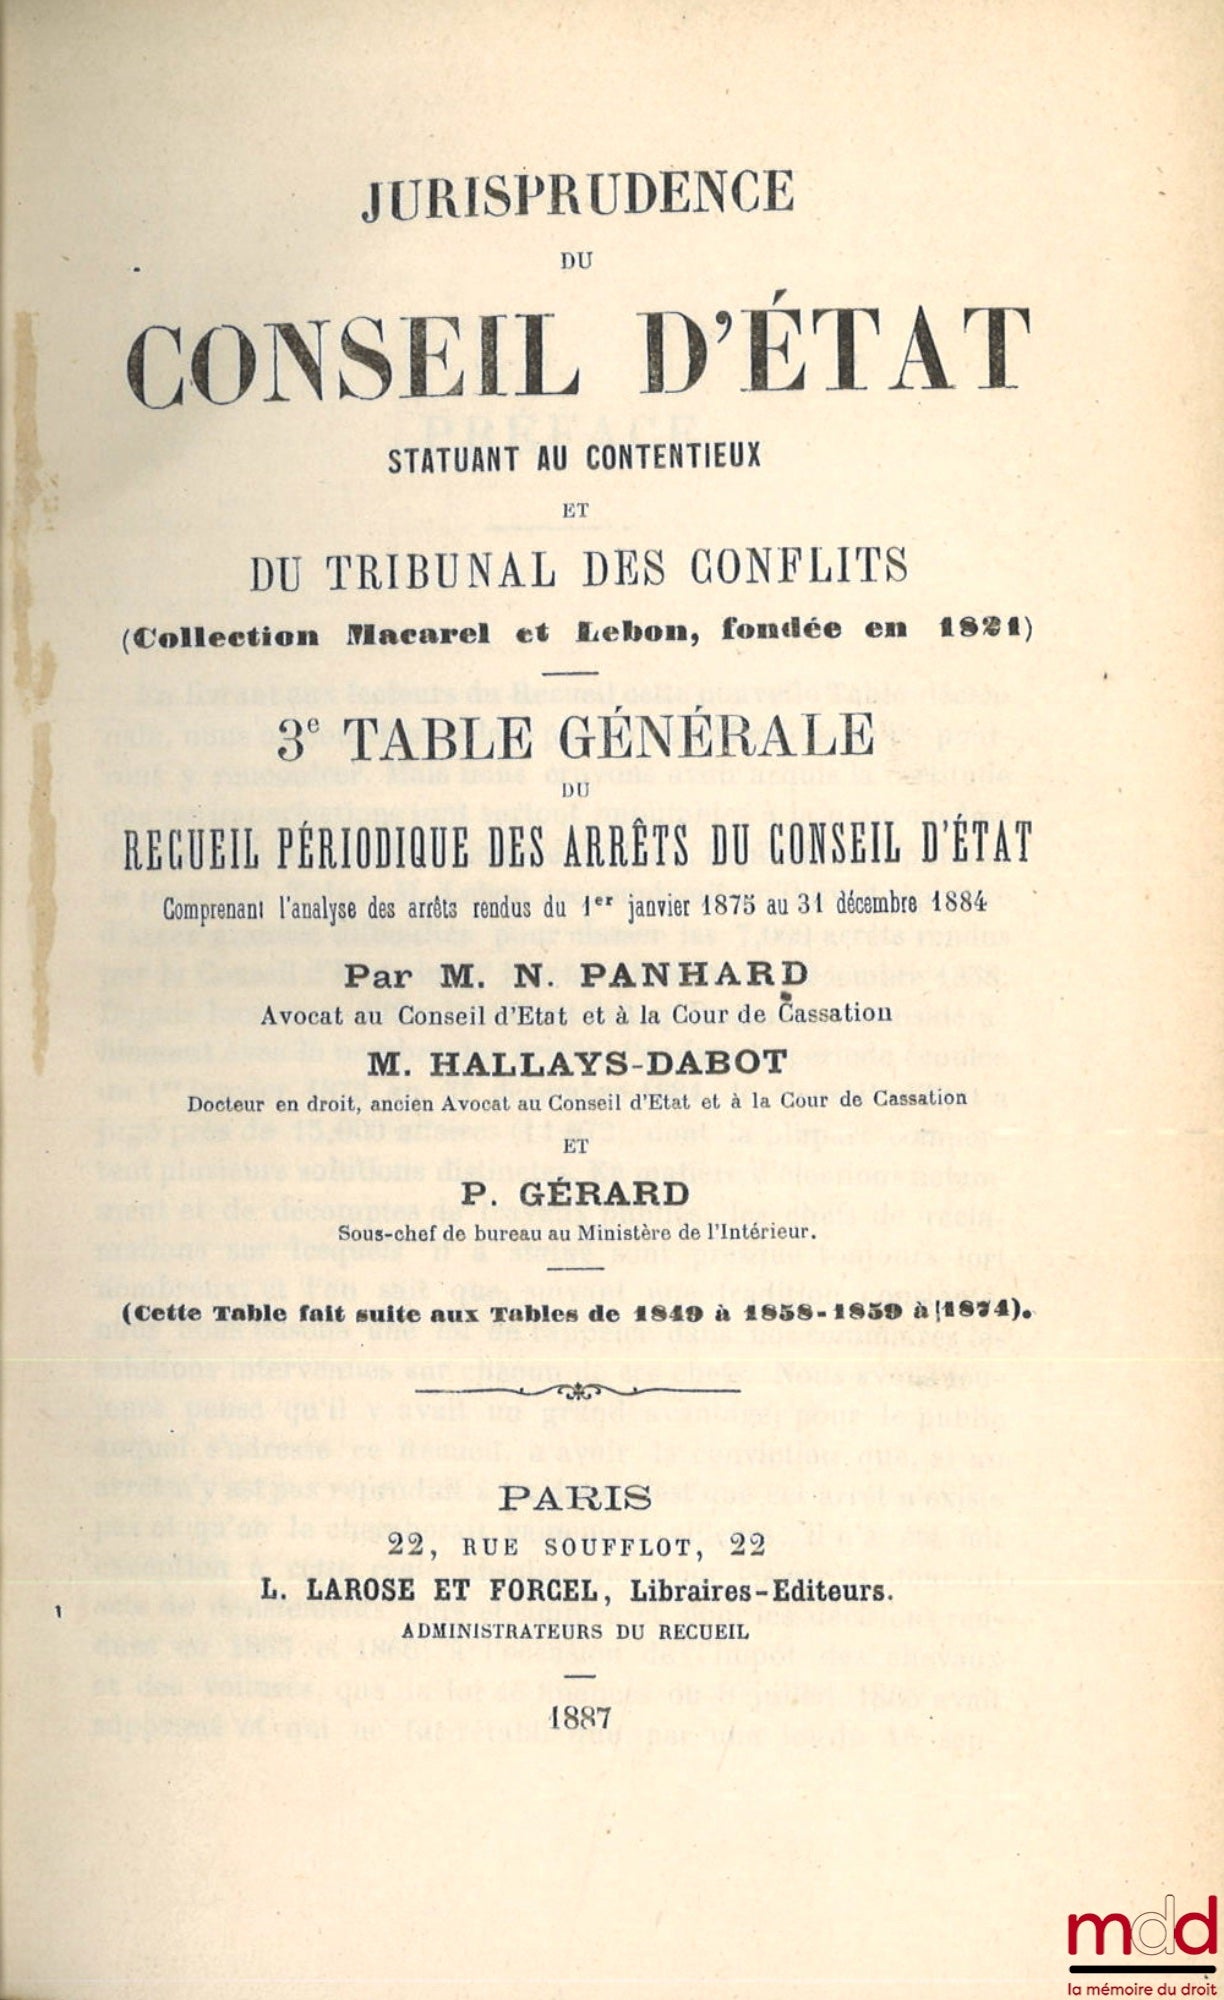 JURISPRUDENCE
DU
CONSEIL D'ÉTAT
STATUANT AU CONTENTIEUX
ET
DU TRIBUNAL DES CONFLITS
(Collection Macarel et Lebon, fondée en 1821)
3e TABLE GÉNÉRALE
DU
RECUEIL PÉRIODIQUE DES ARRÊTS DU CONSEIL D'ÉTAT
Comprenant l'analyse des arrêts rendus du 1er janvier 1875 au 31 décembre 1884
Par M. N. PANHARD
Avocat au Conseil d'Etat et à la Cour de Cassation
M. HALLAYS-DABOT
Docteur en droit, ancien Avocat au Conseil d'Etat et à la Cour de Cassation
ET
P. GÉRARD
Sous-chef de bureau au Ministère de l'Intérieur.
(Cette Table fait suite aux Tables de 1849 à 1858-1859 à 1874).
PARIS
22, RUE SOUFFLOT, 22
L. LAROSE ET FORCEL, Libraires-Editeurs.
ADMINISTRATEURS DU RECUEIL
1887
mdd
la mémoire du droit